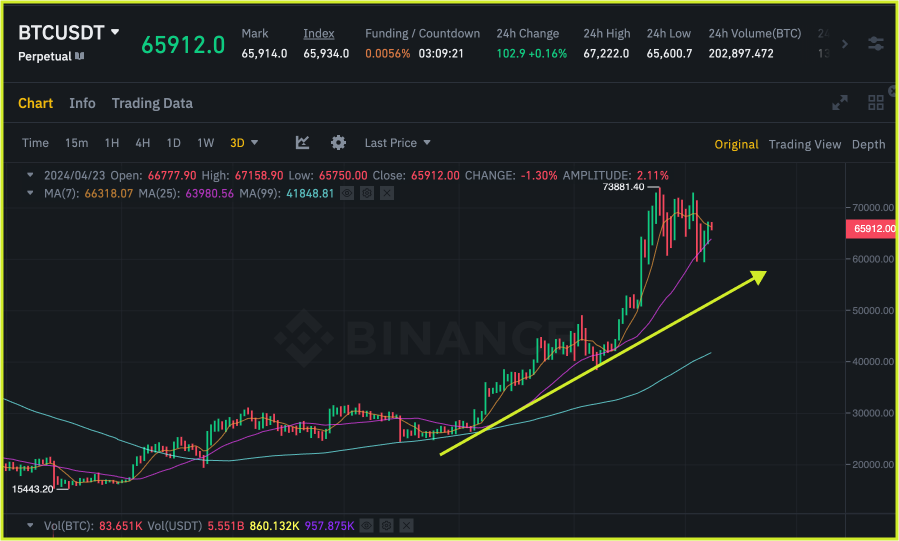 BTCUSDT
Perpetual
65912.0
Mark
65,914.0
Index
65,934.0
Funding / Countdown
0.0056% 03:09:21
24h Change
102.9 +0.16%
24h High
67,222.0
24h Low
65,600.7
24h Volume(BTC)
202,897.472
24
13
Chart Info Trading Data
Time 15m 1H 4H 1D 1W 3D Last Price Original Trading View Depth
2024/04/23 Open: 66777.90 High: 67158.90 Low: 65750.00 Close: 65912.00 CHANGE: -1.30% AMPLITUDE: 2.11%
MA(7): 66318.07 MA(25): 63980.56 MA(99): 41848.81
73881.40
70000.00
65912.00
60000.00
50000.00
BINANCE
40000.00
30000.00
20000.00
15443.20
Vol(BTC): 83.651K Vol(USDT) 5.551B 860.132K 957.875K